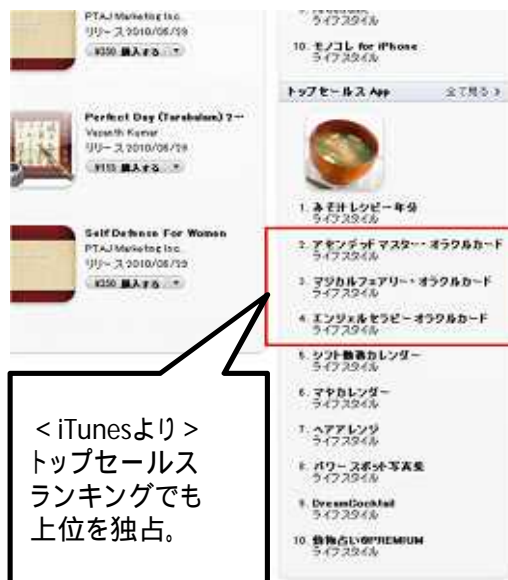 PTAJ Marketing Inc.
リリース 2010/06/29
¥350 購入する
Perfect Day (Tarabalam) 2…
Vasanth Kumar
リリース 2010/06/29
¥115 購入する
Self Defence For Women
PTAJ Marketing Inc.
リリース 2010/06/29
¥350 購入する
ライフスタイル
10. モノコレ for iPhone
ライフスタイル
トップセールス App 全て見る
1. みそ汁レシピ一年分
ライフスタイル
2. アセンデッドマスター・オラクルカード
ライフスタイル
3. マジカルフェアリー・オラクルカード
ライフスタイル
4. エンジェルセラピーオラクルカード
ライフスタイル
5. シフト勤務カレンダー
ライフスタイル
6. マヤカレンダー
ライフスタイル
7. ヘアアレンジ
ライフスタイル
8. パワースポット写真集
ライフスタイル
9. DreamCocktail
ライフスタイル
10. 動物占い@PREMIUM
ライフスタイル
＜iTunesより＞
トップセールス
ランキングでも
上位を独占。